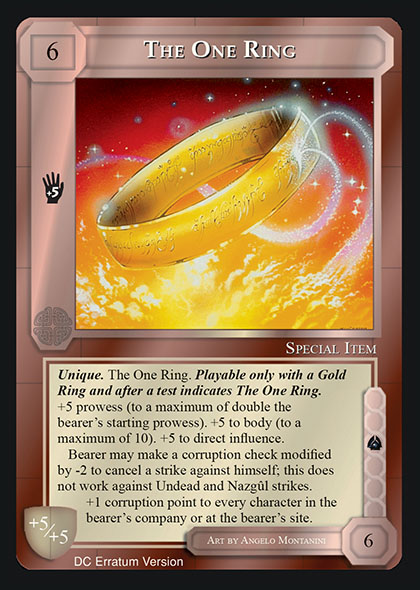 6
The One Ring
+5
Special Item
Unique. The One Ring. Playable only with a Gold
Ring and after a test indicates The One Ring.
+5 prowess (to a maximum of double the
bearer's starting prowess). +5 to body (to a
maximum of 10). +5 to direct influence.
Bearer may make a corruption check modified
by -2 to cancel a strike against himself; this does
not work against Undead and Nazgûl strikes.
+1 corruption point to every character in the
bearer's company or at the bearer's site.
+5/+5
Art by Angelo Montanini
6
DC Erratum Version